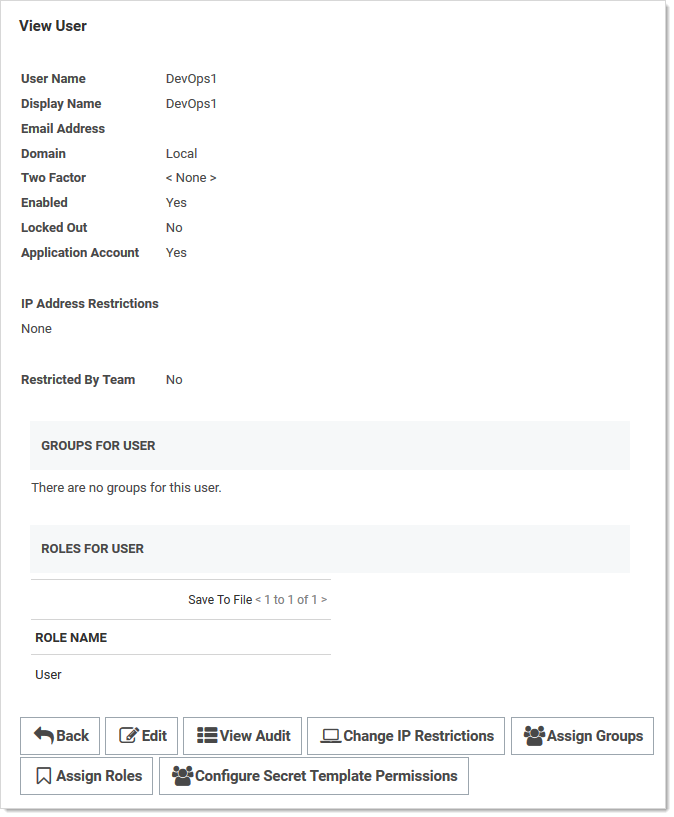 View User
User Name DevOps1
Display Name DevOps1
Email Address
Domain Local
Two Factor < None >
Enabled Yes
Locked Out No
Application Account Yes
IP Address Restrictions
None
Restricted By Team No
GROUPS FOR USER
There are no groups for this user.
ROLES FOR USER
Save To File < 1 to 1 of 1 >
ROLE NAME
User
Back Edit View Audit Change IP Restrictions Assign Groups
Assign Roles Configure Secret Template Permissions